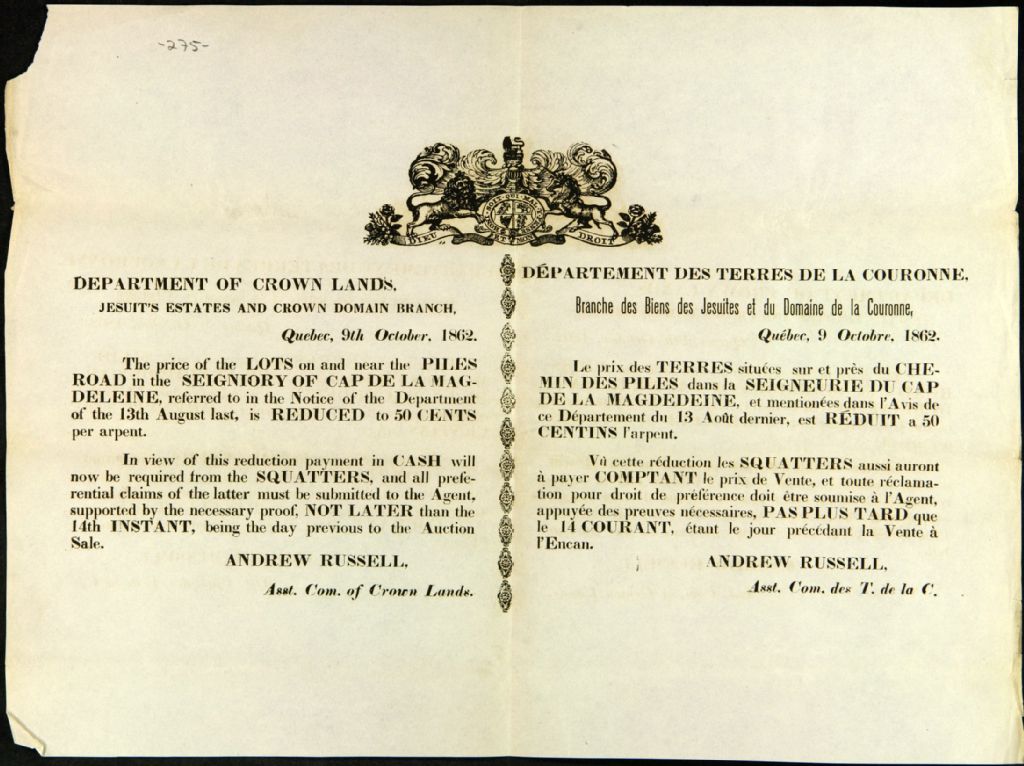 -275-
HONI SOIT QUI MAL Y PENSE
DIEU ET MON DROIT
DEPARTMENT OF CROWN LANDS.
JESUIT'S ESTATES AND CROWN DOMAIN BRANCH,
Quebec, 9th October, 1862.
The price of the LOTS on and near the PILES
ROAD in the SEIGNIORY OF CAP DE LA MAG-
DELEINE, referred to in the Notice of the Department
of the 13th August last, is REDUCED to 50 CENTS
per arpent.
In view of this reduction payment in CASH will
now be required from the SQUATTERS, and all prefe-
rential claims of the latter must be submitted to the Agent,
supported by the necessary proof, NOT LATER than the
14th INSTANT, being the day previous to the Auction
Sale.
ANDREW RUSSELL,
Asst. Com. of Crown Lands.
DÉPARTEMENT DES TERRES DE LA COURONNE,
Branche des Biens des Jesuites et du Domaine de la Couronne,
Québec, 9 Octobre, 1862.
Le prix des TERRES situées sur et près du CHE-
MIN DES PILES dans la SEIGNEURIE DU CAP
DE LA MAGDEDEINE, et mentionées dans l'Avis de
ce Département du 13 Août dernier, est RÉDUIT a 50
CENTINS l'arpent.
Vû cette réduction les SQUATTERS aussi auront
à payer COMPTANT le prix de Vente, et toute réclama-
tion pour droit de préférence doit être soumise à l'Agent,
appuyée des preuves nécessaires, PAS PLUS TARD que
le 14 COURANT, étant le jour précédant la Vente à
l'Encan.
ANDREW RUSSELL,
Asst. Com. des T. de la C.